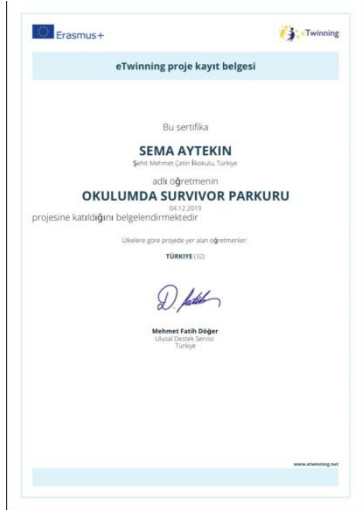 Erasmus+
eTwinning
eTwinning proje kayıt belgesi
Bu sertifika
SEMA AYTEKIN
Şehit Mehmet Çetin İlkokulu, Türkiye
adlı öğretmenin
OKULUMDA SURVIVOR PARKURU
04.12.2019
projesine katıldığını belgelendirmektedir
Ülkelere göre projede yer alan öğretmenler
TÜRKIYE (32)
D. fatih
Mehmet Fatih Döğer
Ulusal Destek Servisi
Türkiye
www.etwinning.net